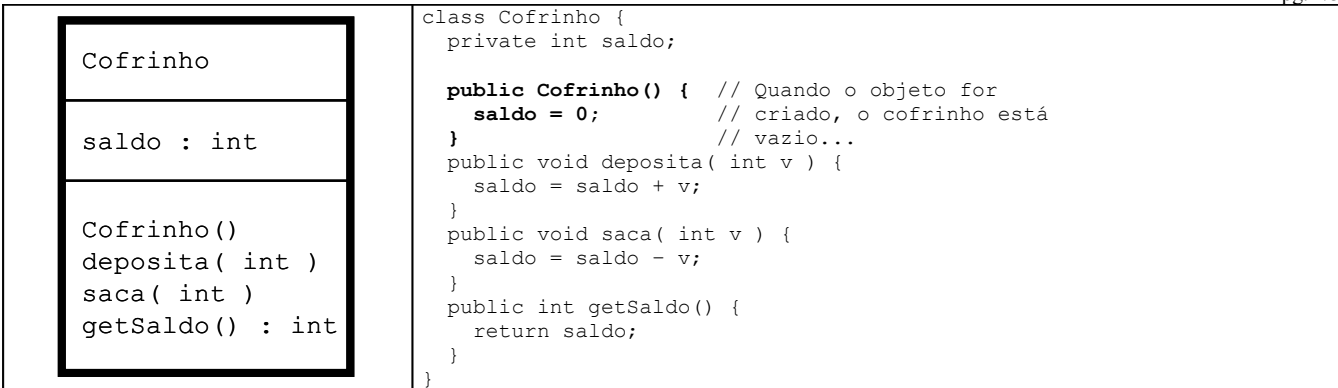 Cofrinho
saldo : int
Cofrinho()
deposita( int )
saca( int )
getSaldo() : int
class Cofrinho {
private int saldo;
public Cofrinho() { // Quando o objeto for
saldo = 0; // criado, o cofrinho está
} // vazio...
public void deposita( int v ) {
saldo = saldo + v;
}
public void saca( int v ) {
saldo = saldo – v;
}
public int getSaldo() {
return saldo;
}
}